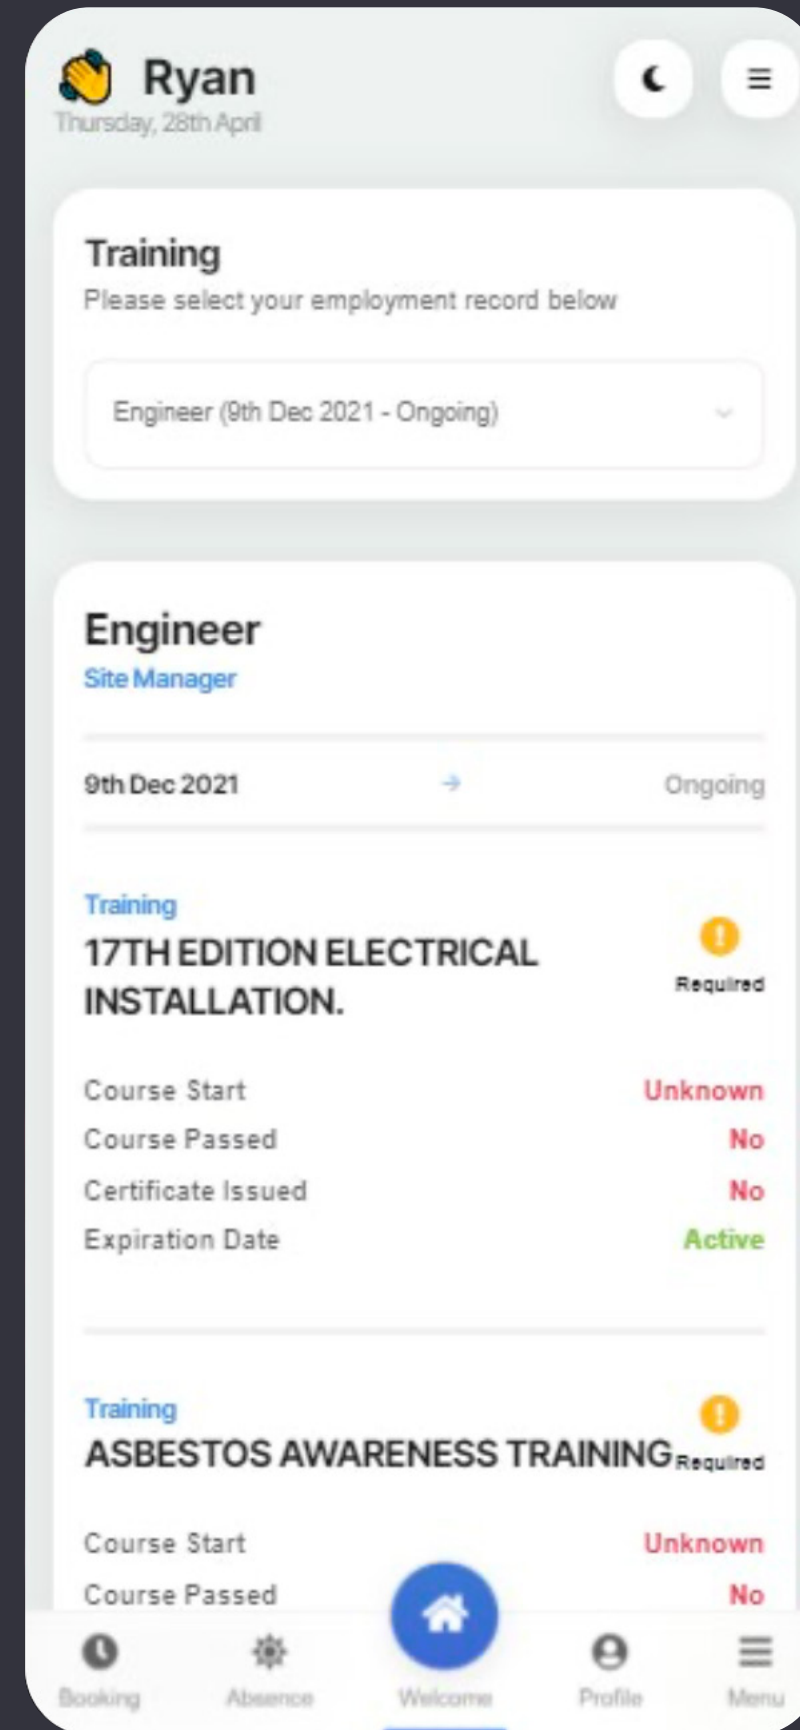 Ryan
Thursday, 28th April
Training
Please select your employment record below
Engineer (9th Dec 2021 - Ongoing)
Engineer
Site Manager
9th Dec 2021 → Ongoing
Training
17TH EDITION ELECTRICAL
INSTALLATION.
Required
Course Start Unknown
Course Passed No
Certificate Issued No
Expiration Date Active
Training
ASBESTOS AWARENESS TRAINING
Required
Course Start Unknown
Course Passed No
Booking Absence Welcome Profile Menu